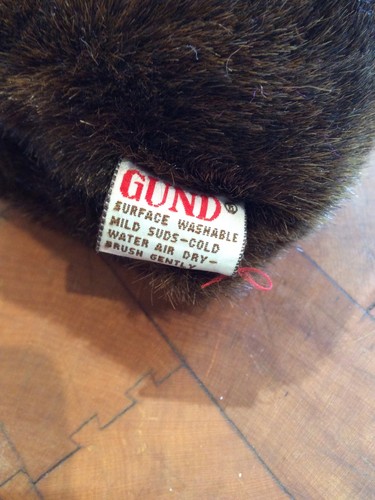 GUND®
SURFACE WASHABLE
MILD SUDS-COLD
WATER AIR DRY-
BRUSH GENTLY